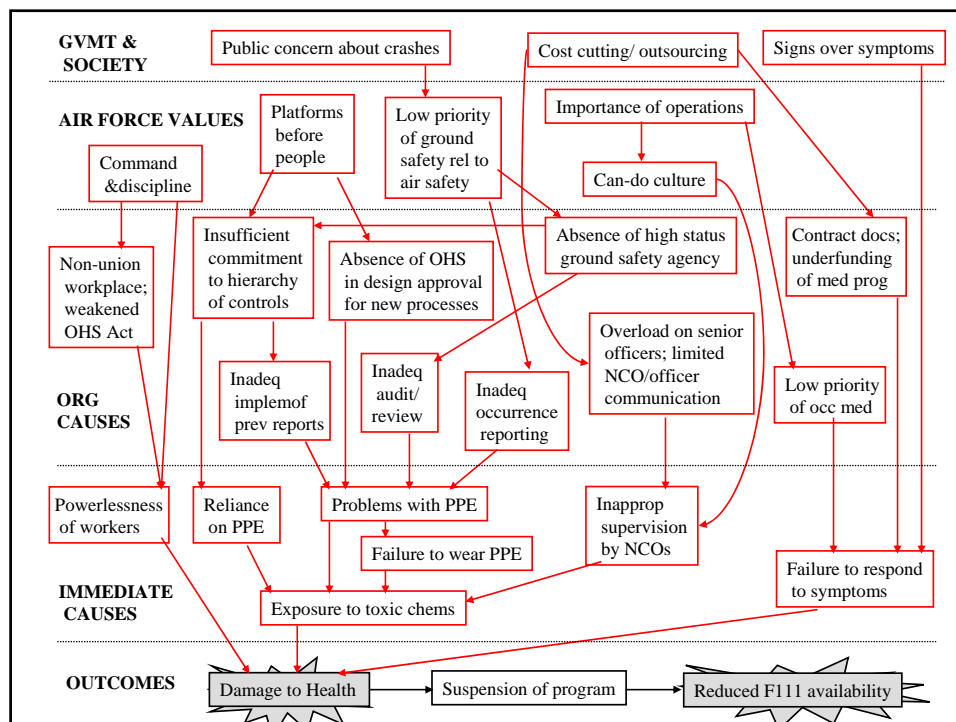 GVMT &
SOCIETY
Public concern about crashes
Cost cutting/ outsourcing
Signs over symptoms
AIR FORCE VALUES
Platforms
before
people
Low priority
of ground
safety rel to
air safety
Importance of operations
Command
&discipline
Can-do culture
Non-union
workplace;
weakened
OHS Act
Insufficient
commitment
to hierarchy
of controls
Absence of OHS
in design approval
for new processes
Absence of high status
ground safety agency
Contract docs;
underfunding
of med prog
ORG
CAUSES
Inadeq
implemof
prev reports
Inadeq
audit/
review
Inadeq
occurrence
reporting
Overload on senior
officers; limited
NCO/officer
communication
Low priority
of occ med
Powerlessness
of workers
Reliance
on PPE
Problems with PPE
Inapprop
supervision
by NCOs
Failure to wear PPE
Failure to respond
to symptoms
IMMEDIATE
CAUSES
Exposure to toxic chems
OUTCOMES
Damage to Health
Suspension of program
Reduced F111 availability